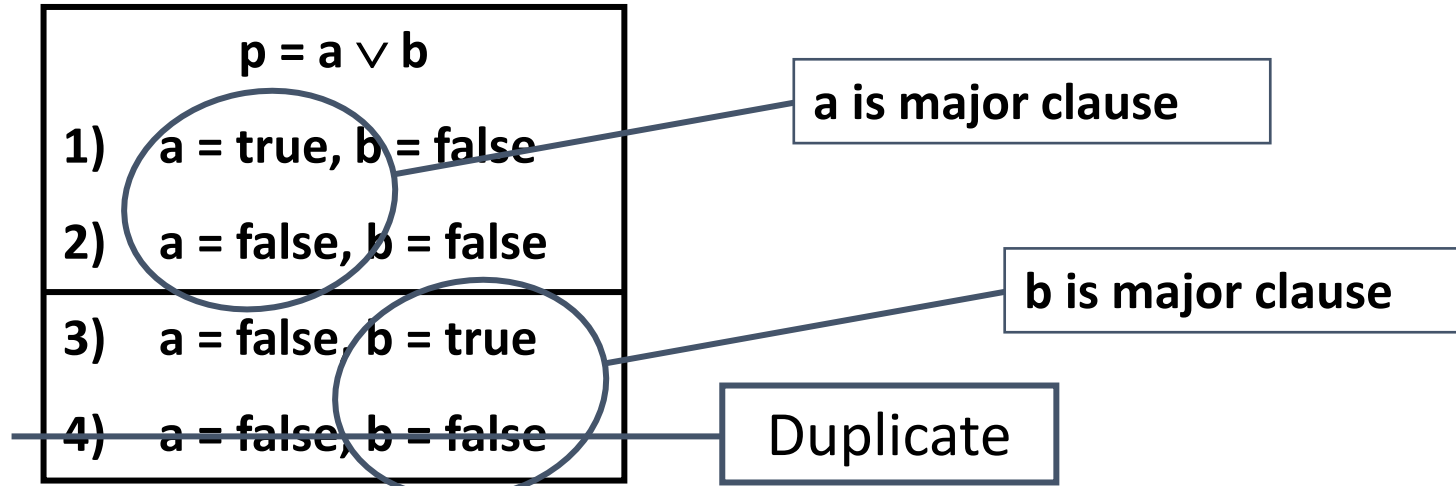 p = a ∨ b
a is major clause
1) a = true, b = false
2) a = false, b = false
b is major clause
3) a = false, b = true
4) a = false, b = false
Duplicate